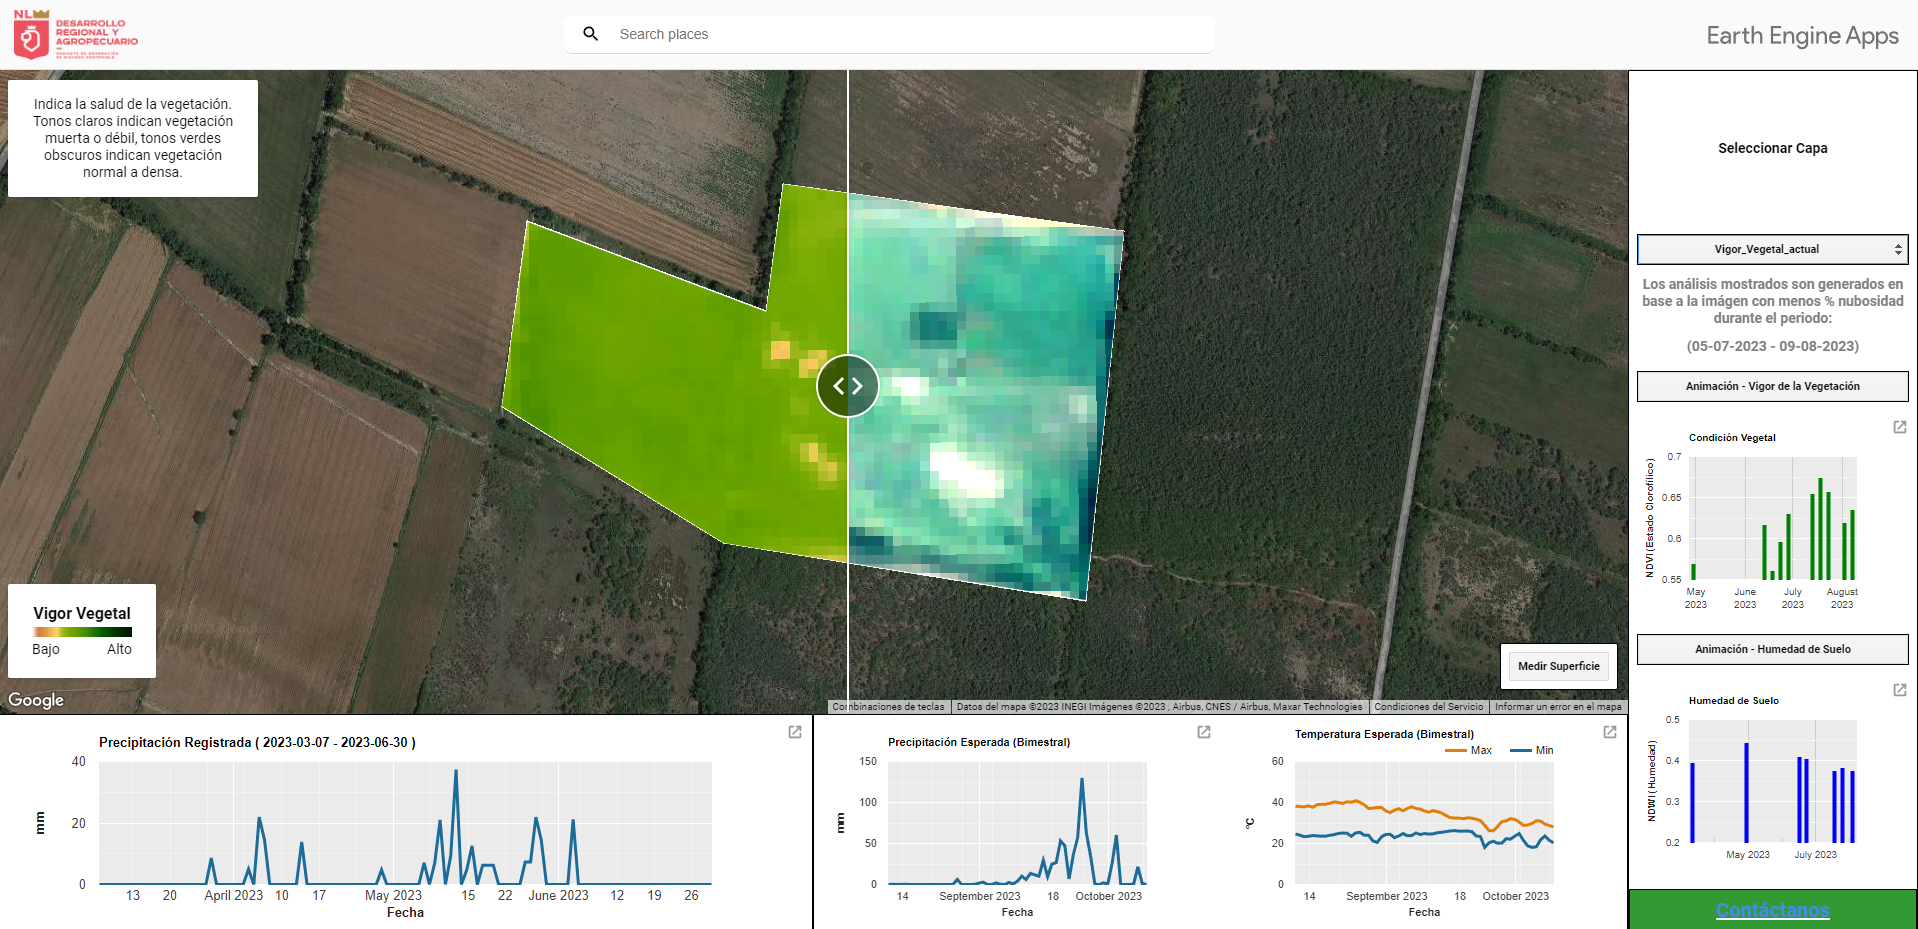 NL
DESARROLLO
REGIONAL Y
AGROPECUARIO
Search places
Earth Engine Apps
Indica la salud de la vegetación.
Tonos claros indican vegetación
muerta o débil, tonos verdes
obscuros indican vegetación
normal a densa.
Vigor Vegetal
Bajo
Alto
Google
Medir Superficie
Combinaciones de teclas
Datos del mapa ©2023 INEGI Imágenes ©2023 , Airbus, CNES / Airbus, Maxar Technologies
Condiciones del Servicio
Informar un error en el mapa
Seleccionar Capa
Vigor_Vegetal_actual
Los análisis mostrados son generados en
base a la imágen con menos % nubosidad
durante el periodo:
(05-07-2023 - 09-08-2023)
Animación - Vigor de la Vegetación
Condición Vegetal
NDVI (Estado Clorofílico)
0.7
0.65
0.6
0.55
May 2023
June 2023
July 2023
August 2023
Animación - Humedad de Suelo
Humedad de Suelo
NDWI (Humedad)
0.5
0.4
0.3
0.2
May 2023
July 2023
Contáctanos
Precipitación Registrada ( 2023-03-07 - 2023-06-30 )
mm
40
20
0
13 20 April 2023 10 17 May 2023 15 22 June 2023 12 19 26
Fecha
Precipitación Esperada (Bimestral)
mm
150
100
50
0
14 September 2023 18 October 2023
Fecha
Temperatura Esperada (Bimestral)
Max Min
°C
60
40
20
0
14 September 2023 18 October 2023
Fecha